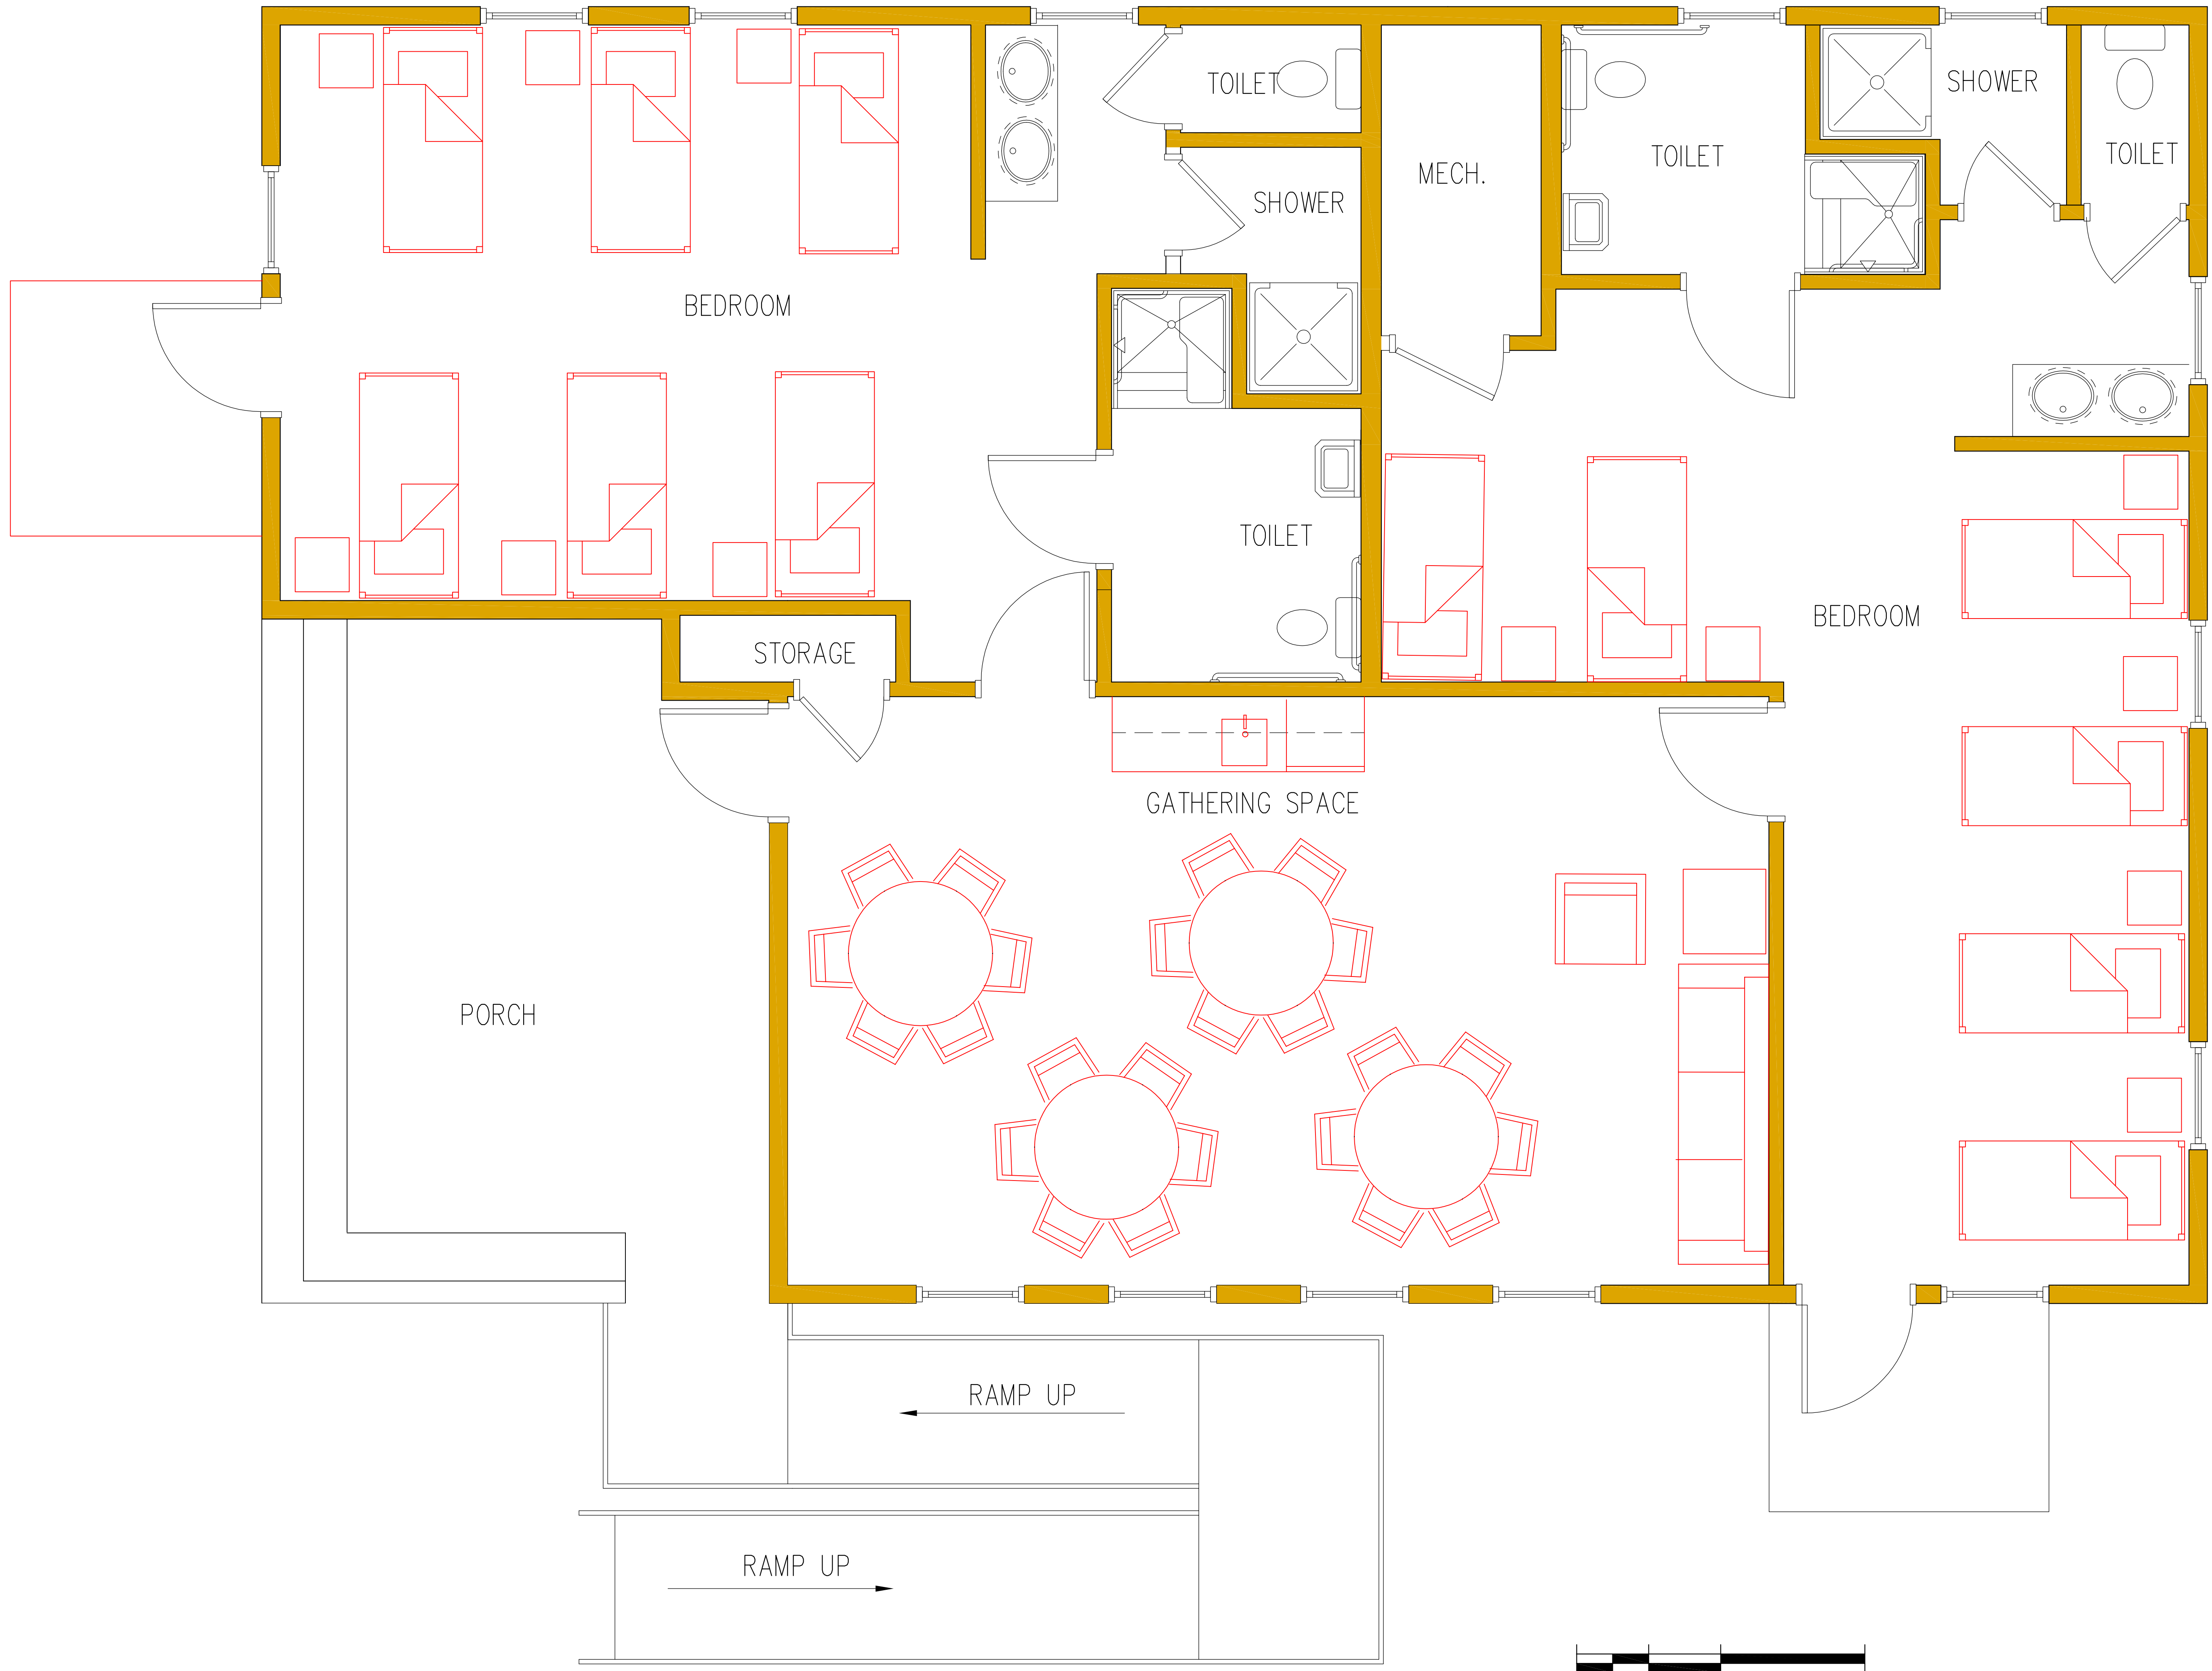 TOILET
SHOWER
TOILET
TOILET
MECH.
SHOWER
BEDROOM
TOILET
BEDROOM
STORAGE
GATHERING SPACE
PORCH
RAMP UP
RAMP UP